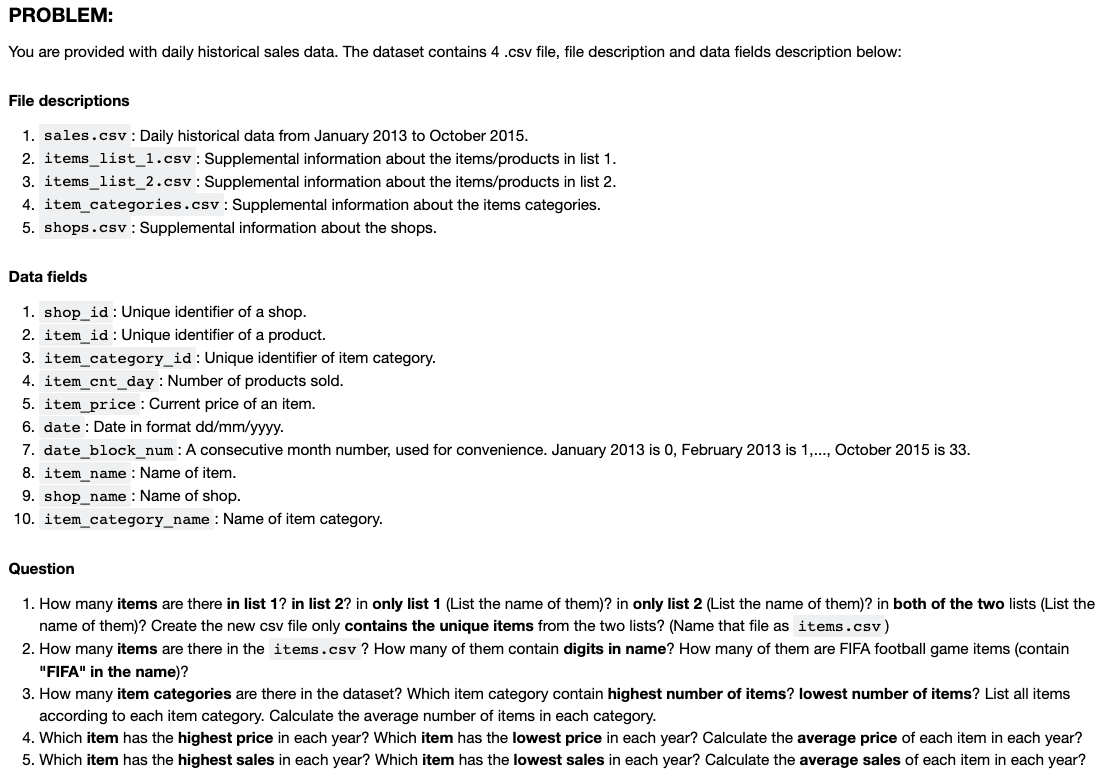 PROBLEM:
You are provided with daily historical sales data. The dataset contains 4 .csv file, file description and data fields description below:
File descriptions
1. sales.csv : Daily historical data from January 2013 to October 2015.
2. items_list_1.csv : Supplemental information about the items/products in list 1.
3. items_list_2.csv : Supplemental information about the items/products in list 2.
4. item_categories.csv : Supplemental information about the items categories.
5. shops.csv : Supplemental information about the shops.
Data fields
1. shop_id : Unique identifier of a shop.
2. item_id : Unique identifier of a product.
3. item_category_id : Unique identifier of item category.
4. item_cnt_day : Number of products sold.
5. item_price : Current price of an item.
6. date : Date in format dd/mm/yyyy.
7. date_block_num : A consecutive month number, used for convenience. January 2013 is 0, February 2013 is 1,..., October 2015 is 33.
8. item_name : Name of item.
9. shop_name : Name of shop.
10. item_category_name : Name of item category.
Question
1. How many items are there in list 1? in list 2? in only list 1 (List the name of them)? in only list 2 (List the name of them)? in both of the two lists (List the
name of them)? Create the new csv file only contains the unique items from the two lists? (Name that file as items.csv )
2. How many items are there in the items.csv ? How many of them contain digits in name? How many of them are FIFA football game items (contain
"FIFA" in the name)?
3. How many item categories are there in the dataset? Which item category contain highest number of items? lowest number of items? List all items
according to each item category. Calculate the average number of items in each category.
4. Which item has the highest price in each year? Which item has the lowest price in each year? Calculate the average price of each item in each year?
5. Which item has the highest sales in each year? Which item has the lowest sales in each year? Calculate the average sales of each item in each year?